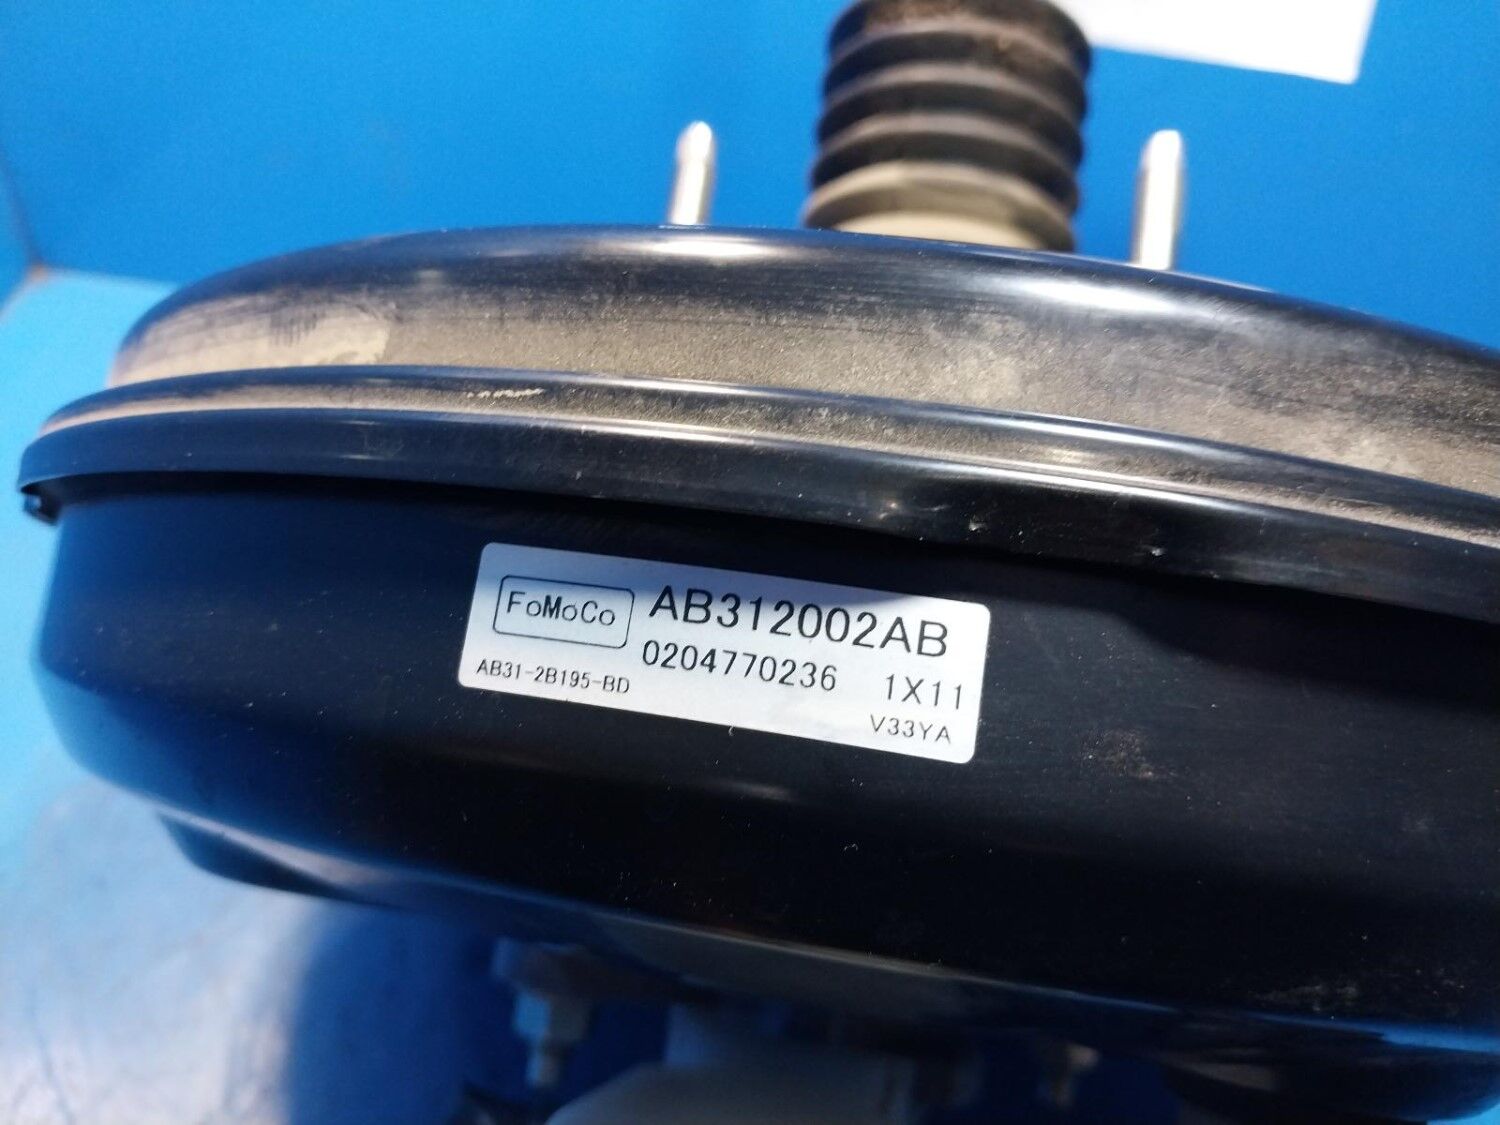 FoMoCo AB312002AB
0204770236 1X11
AB31-2B195-BD
V33YA